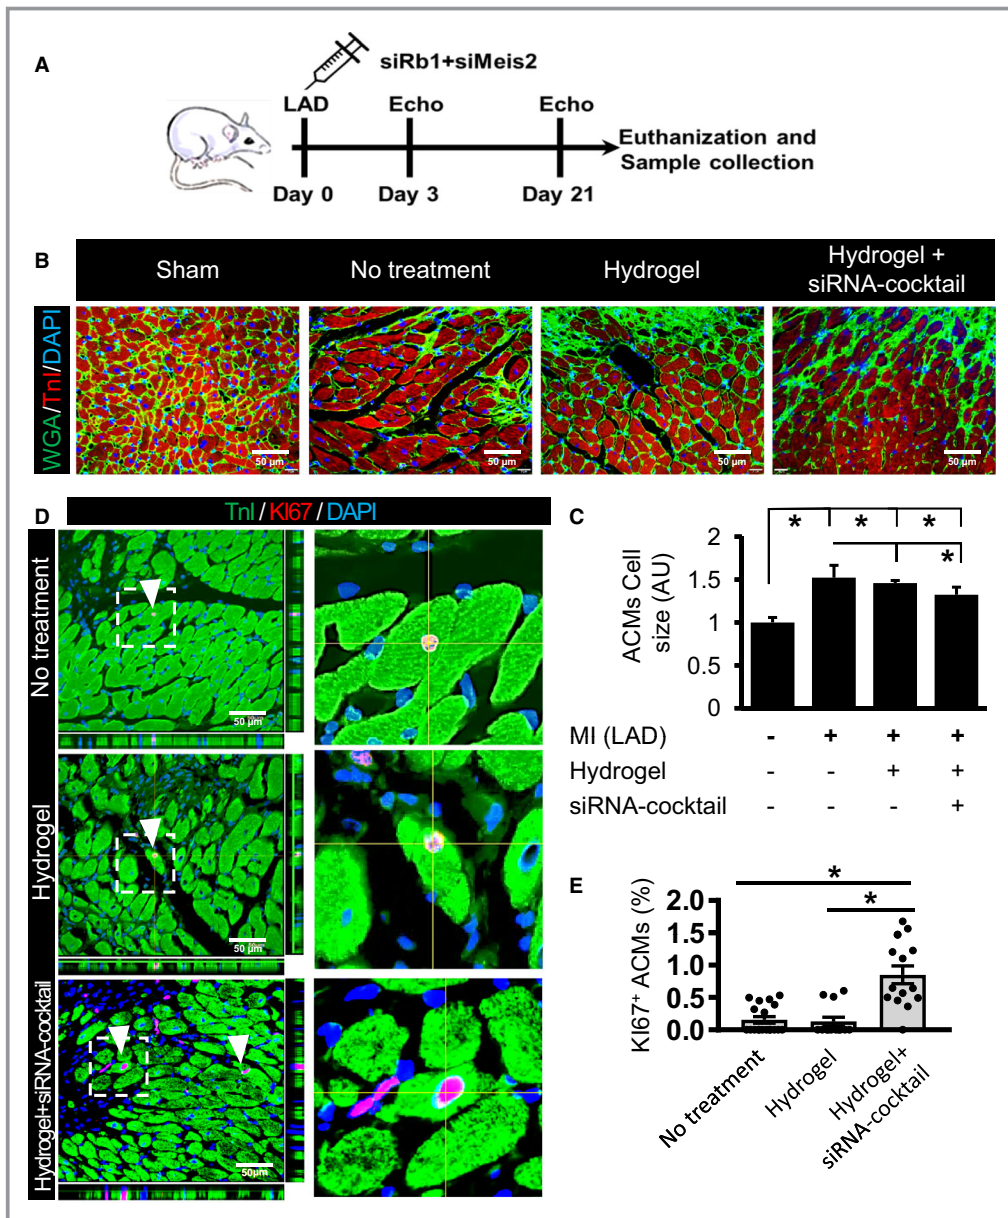 A
siRb1+siMeis2
LAD
Echo
Echo
Euthanization and
Sample collection
Day 0
Day 3
Day 21
B
Sham
No treatment
Hydrogel
Hydrogel +
siRNA-cocktail
WGA/TnI/DAPI
50 µm
50 µm
50 µm
50 µm
D
TnI / KI67 / DAPI
No treatment
50 µm
Hydrogel
50 µm
Hydrogel+siRNA-cocktail
50µm
C
ACMs Cell
size (AU)
2
1.5
1
0.5
0
* * *
*
MI (LAD) - + + +
Hydrogel - - + +
siRNA-cocktail - - - +
E
KI67+ ACMs (%)
2.0
1.5
1.0
0.5
0.0
*
*
No treatment
Hydrogel
Hydrogel+
siRNA-cocktail